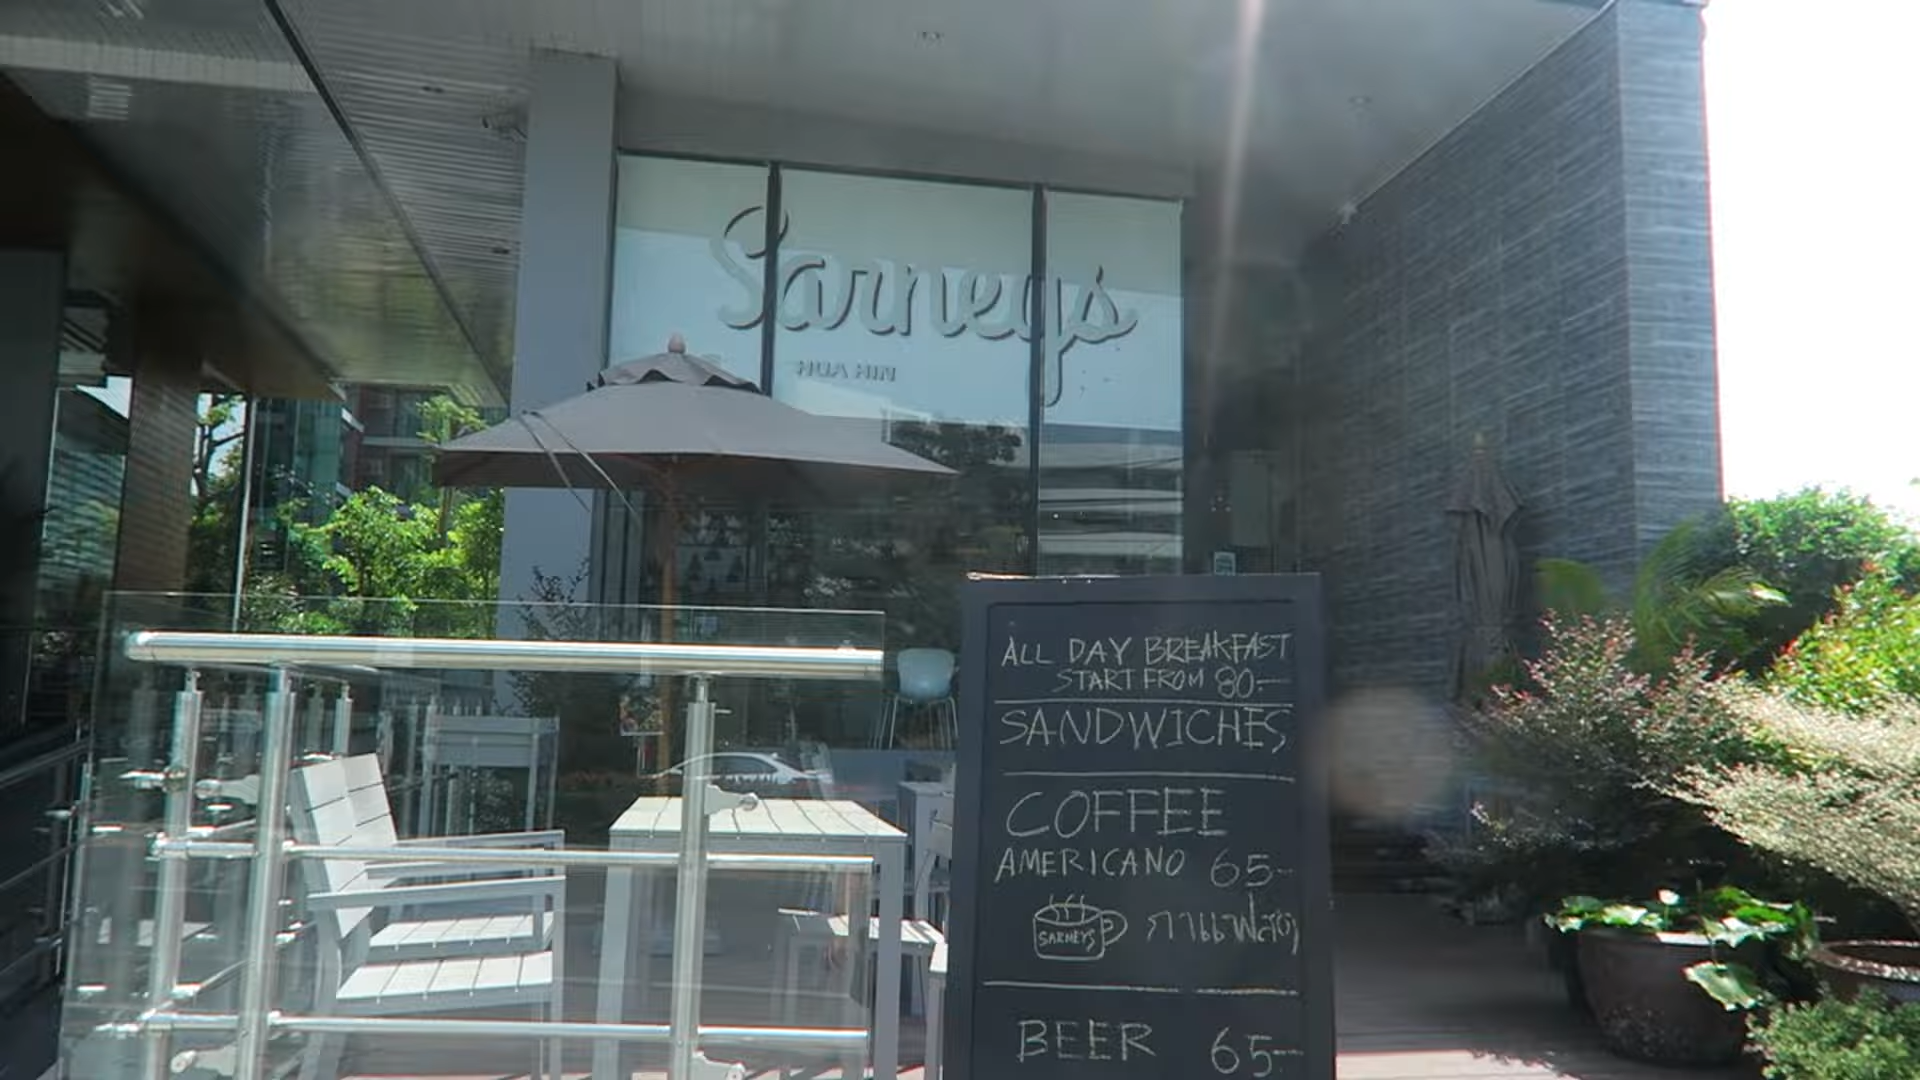 Sarneys
HUA HIN
ALL DAY BREAKFAST
START FROM 80.-
SANDWICHES
COFFEE
AMERICANO 65-
SARNEYS กาแฟสด
BEER 65-